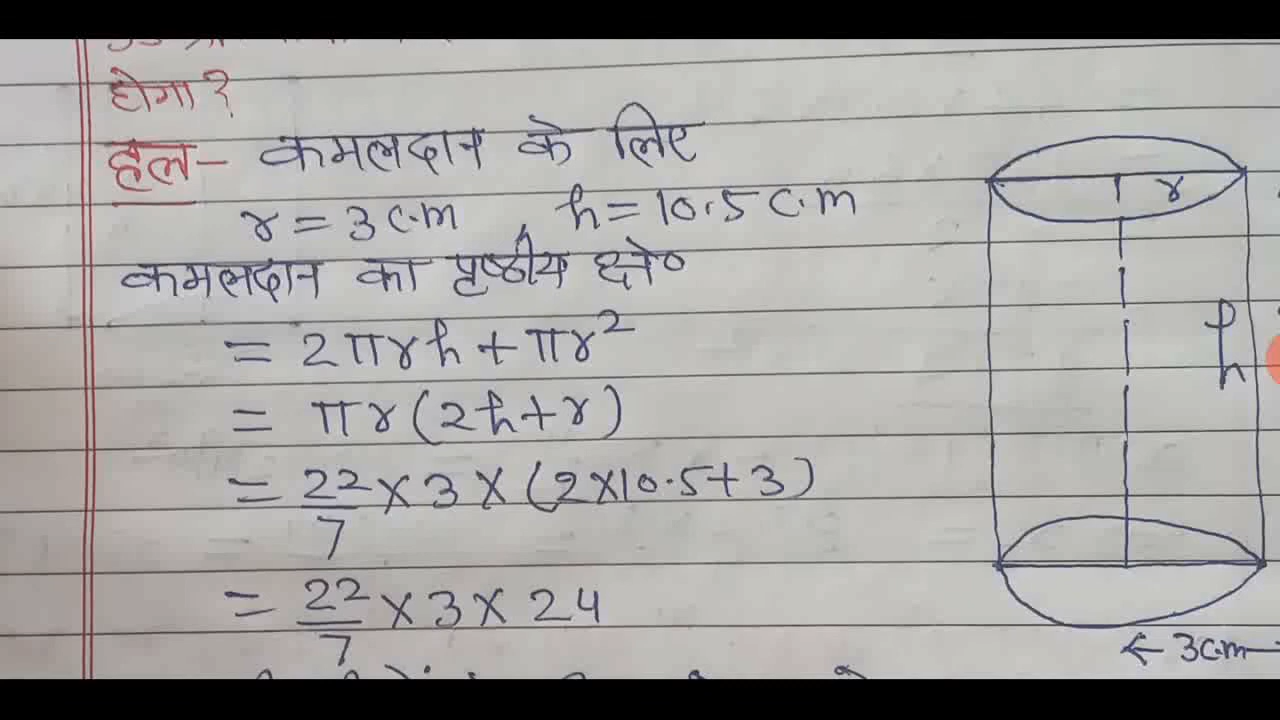 होगा?
हल- कमलदान के लिए
r = 3 c.m h = 10.5 c.m
कमलदान का पृष्ठीय क्षे०
= 2πrh + πr²
= πr (2h + r)
= 22/7 × 3 × (2×10.5+3)
= 22/7 × 3 × 24
r
h
← 3c.m